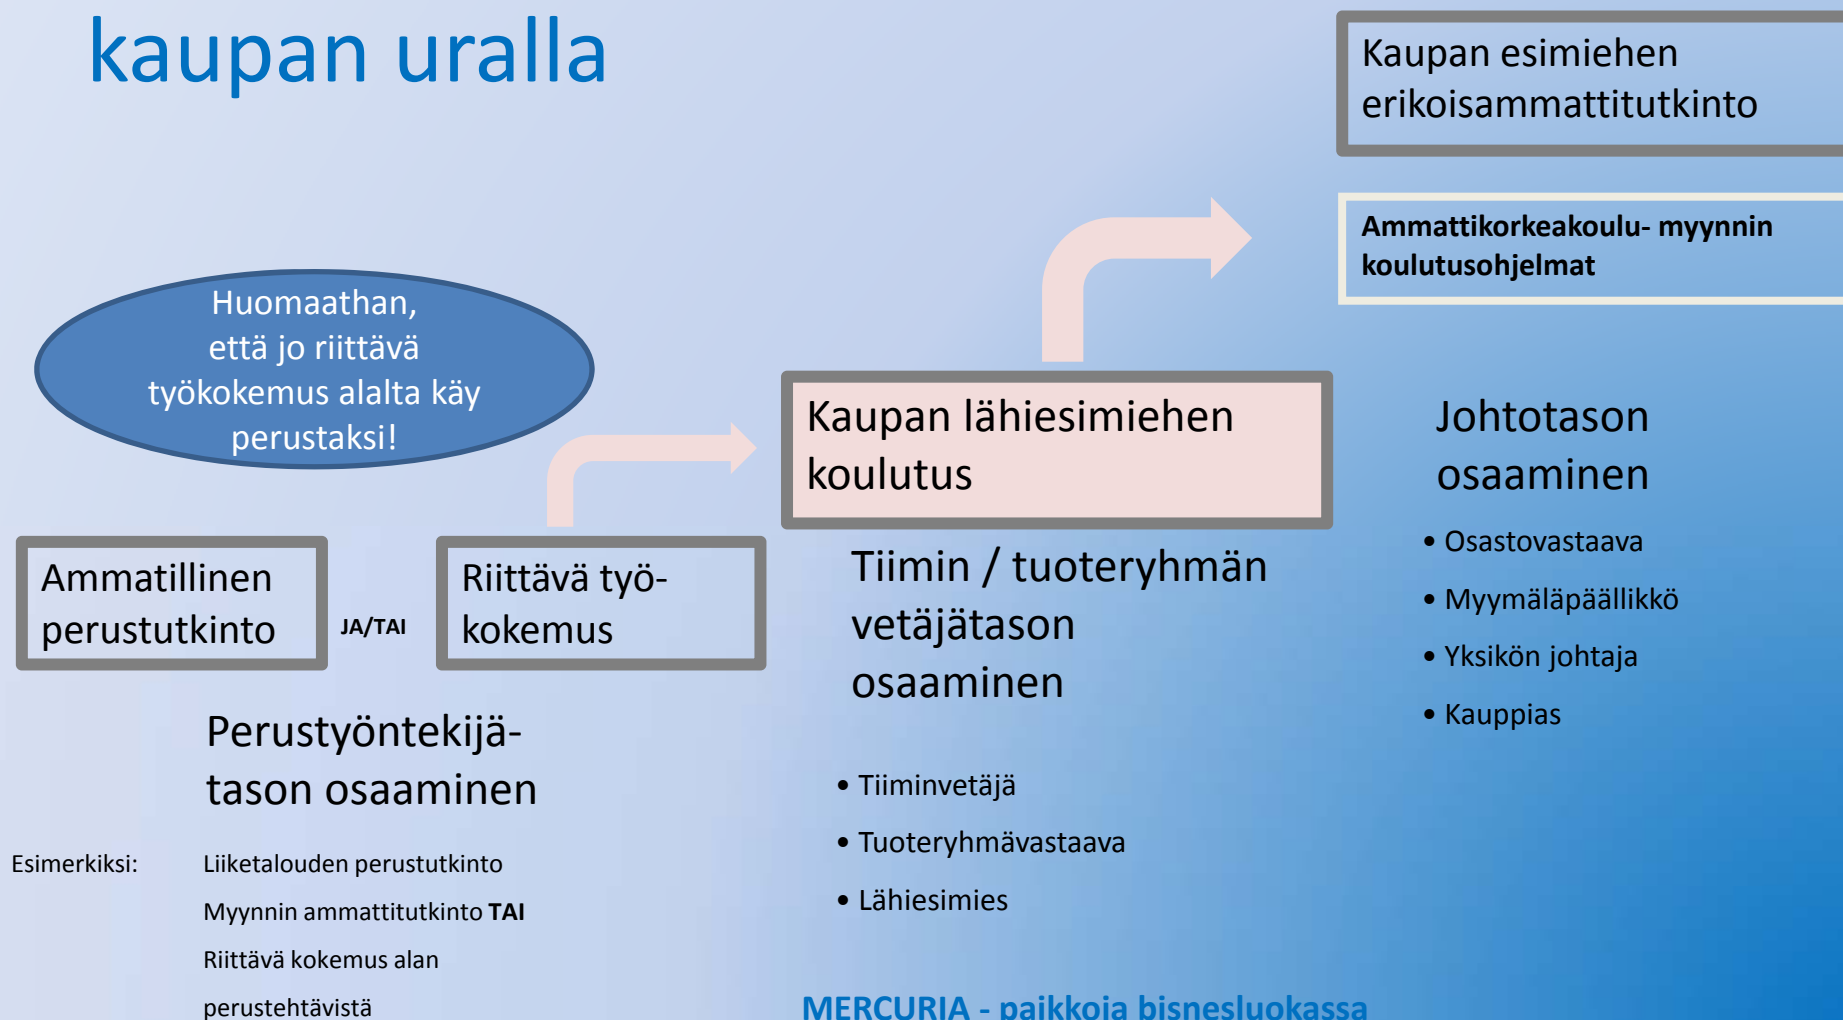 kaupan uralla
Kaupan esimiehen
erikoisammattitutkinto
Ammattikorkeakoulu- myynnin
koulutusohjelmat
Huomaathan,
että jo riittävä
työkokemus alalta käy
perustaksi!
Kaupan lähiesimiehen
koulutus
Johtotason
osaaminen
• Osastovastaava
• Myymäläpäällikkö
• Yksikön johtaja
• Kauppias
Ammatillinen
perustutkinto
JA/TAI
Riittävä työ-
kokemus
Tiimin / tuoteryhmän
vetäjätason
osaaminen
• Tiiminvetäjä
• Tuoteryhmävastaava
• Lähiesimies
Perustyöntekijä-
tason osaaminen
Esimerkiksi: Liiketalouden perustutkinto
Myynnin ammattitutkinto TAI
Riittävä kokemus alan
perustehtävistä
MERCURIA - paikkoja bisnesluokassa